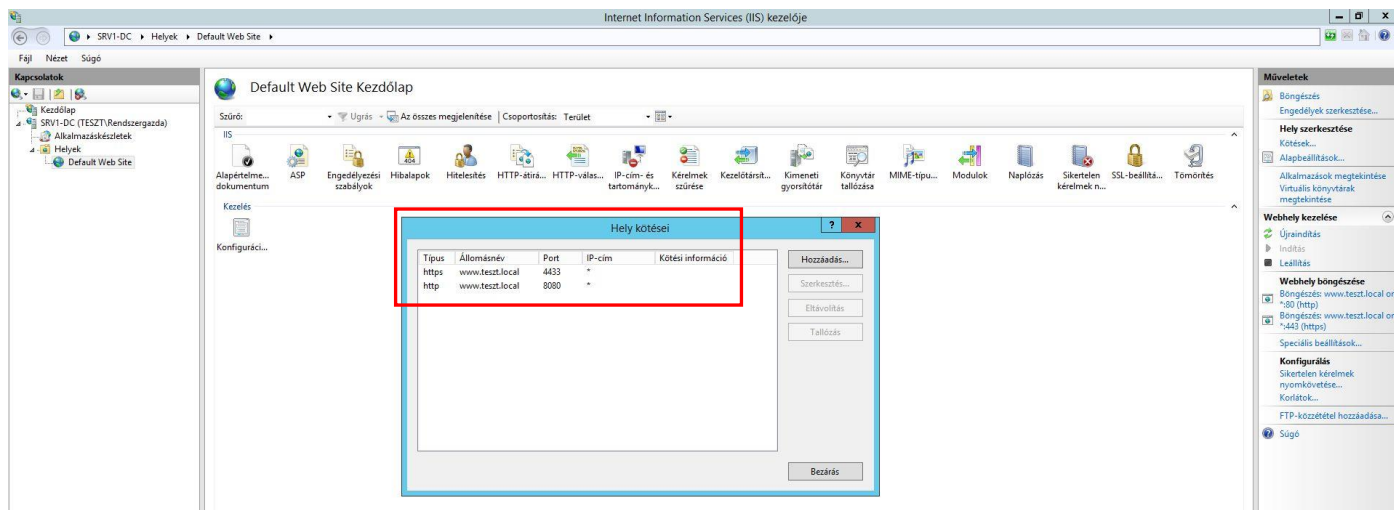 Internet Information Services (IIS) kezelője
SRV1-DC Helyek Default Web Site
Fájl Nézet Súgó
Kapcsolatok
Kezdőlap
SRV1-DC (TESZT\Rendszergazda)
Alkalmazáskészletek
Helyek
Default Web Site
Default Web Site Kezdőlap
Szűrő: Ugrás Az összes megjelenítése Csoportosítás: Terület
IIS
Alapértelme... dokumentum
ASP
Engedélyezési szabályok
Hibalapok
Hitelesítés
HTTP-átirá...
HTTP-válas...
IP-cím- és tartományk...
Kérelmek szűrése
Kezelőtársít...
Kimeneti gyorsítótár
Könyvtár tallózása
MIME-típu...
Modulok
Naplózás
Sikertelen kérelmek n...
SSL-beállítá...
Tömörítés
Kezelés
Konfiguráci...
Hely kötései
? x
Típus Állomásnév Port IP-cím Kötési információ
https www.teszt.local 4433 *
http www.teszt.local 8080 *
Hozzáadás...
Szerkesztés...
Eltávolítás
Tallózás
Bezárás
Műveletek
Böngészés
Engedélyek szerkesztése...
Hely szerkesztése
Kötések...
Alapbeállítások...
Alkalmazások megtekintése
Virtuális könyvtárak
megtekintése
Webhely kezelése
Újraindítás
Indítás
Leállítás
Webhely böngészése
Böngészés: www.teszt.local or
*:80 (http)
Böngészés: www.teszt.local or
*:443 (https)
Speciális beállítások...
Konfigurálás
Sikertelen kérelmek
nyomkövetése...
Korlátok...
FTP-közzététel hozzáadása...
Súgó